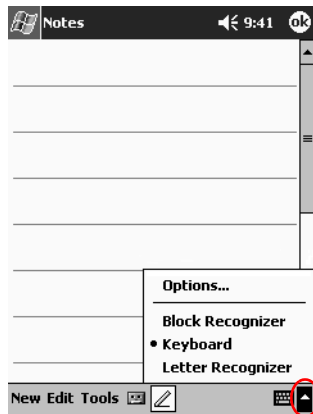 Notes 9:41 ok
Options...
Block Recognizer
Keyboard
Letter Recognizer
New Edit Tools